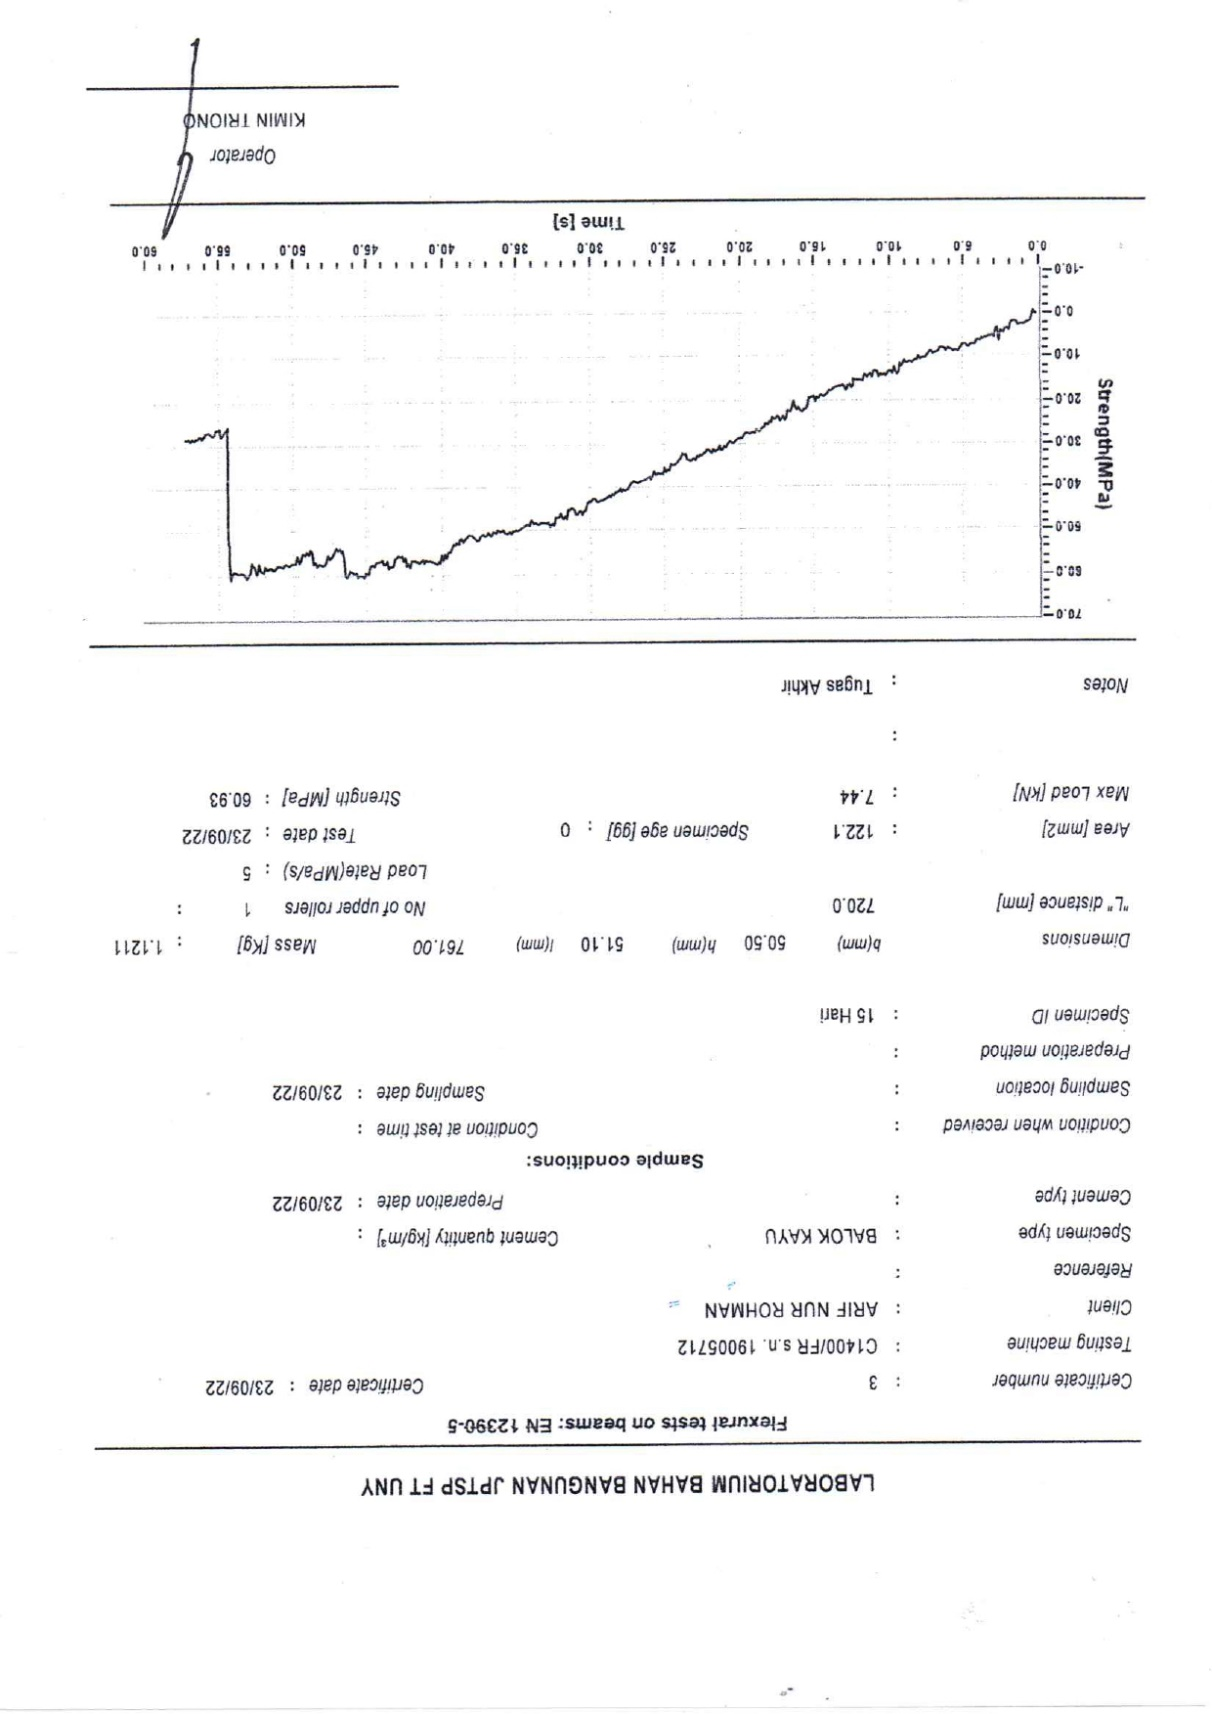 LABORATORIUM BAHAN BANGUNAN JPTSP FT UNY
Flexural tests on beams: EN 12390-5
Certificate number : 3 Certificate date : 23/09/22
Testing machine : C1400/FR s.n. 19005712
Client : ARIF NUR ROHMAN
Reference :
Specimen type : BALOK KAYU Cement quantity [kg/m³] :
Cement type : Preparation date : 23/09/22
Sample conditions:
Condition when received : Condition at test time :
Sampling location : Sampling date : 23/09/22
Preparation method :
Specimen ID : 15 Hari
Dimensions b(mm) 50.50 h(mm) 51.10 l(mm) 761.00 Mass [Kg] : 1.1211
"L" distance [mm] 720.0 No of upper rollers 1 :
Load Rate(MPa/s) : 5
Area [mm2] : 122.1 Specimen age [gg] : 0 Test date : 23/09/22
Max Load [kN] : 7.44 Strength [MPa] : 60.93
:
Notes : Tugas Akhir
70.0
60.0
50.0
40.0
30.0
20.0
10.0
0.0
-10.0
Strength(MPa)
0.0 5.0 10.0 15.0 20.0 25.0 30.0 35.0 40.0 45.0 50.0 55.0 60.0
Time [s]
Operator
KIMIN TRIONO